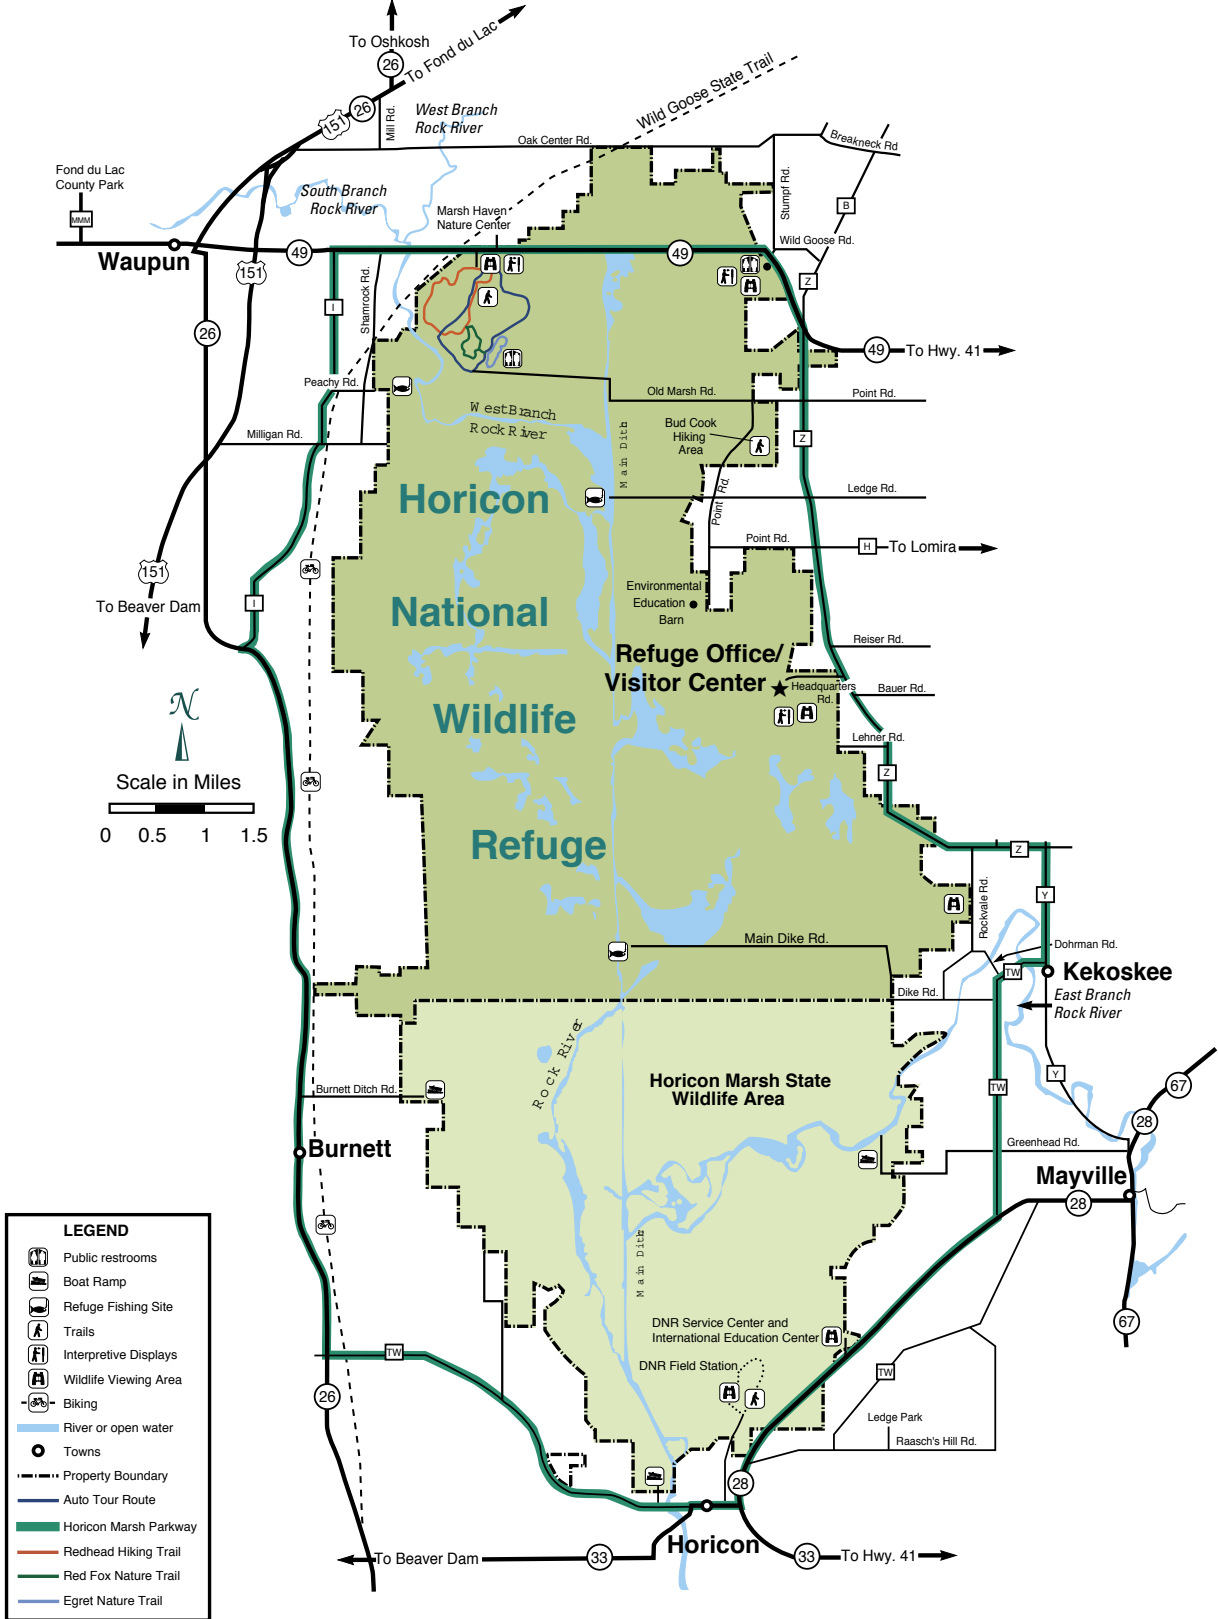 To Oshkosh
26
To Fond du Lac
26
151
Mill Rd.
West Branch
Rock River
Wild Goose State Trail
Oak Center Rd.
Breakneck Rd
Fond du Lac
County Park
MMM
South Branch
Rock River
Stumpf Rd.
B
Marsh Haven
Nature Center
Wild Goose Rd.
Waupun
49
49
151
Z
I
Shamrock Rd.
26
49
To Hwy. 41
Peachy Rd.
Old Marsh Rd.
Point Rd.
West Branch
Rock River
Main Ditch
Bud Cook
Hiking
Area
Milligan Rd.
Z
Horicon
Point Rd.
Ledge Rd.
Point Rd.
H
To Lomira
151
To Beaver Dam
I
National
Environmental
Education
Barn
Reiser Rd.
Refuge Office/
Visitor Center
Headquarters
Rd.
Bauer Rd.
N
Wildlife
Lehner Rd.
Z
Scale in Miles
0 0.5 1 1.5
Refuge
Z
Y
Rockvale Rd.
Main Dike Rd.
Dohrman Rd.
TW
Kekoskee
Dike Rd.
East Branch
Rock River
Rock River
Horicon Marsh State
Wildlife Area
Burnett Ditch Rd.
Y
TW
67
28
Burnett
Greenhead Rd.
Mayville
28
Main Ditch
67
DNR Service Center and
International Education Center
TW
DNR Field Station
TW
26
Ledge Park
Raasch's Hill Rd.
28
Horicon
To Beaver Dam
33
33
To Hwy. 41
LEGEND
Public restrooms
Boat Ramp
Refuge Fishing Site
Trails
Interpretive Displays
Wildlife Viewing Area
Biking
River or open water
Towns
Property Boundary
Auto Tour Route
Horicon Marsh Parkway
Redhead Hiking Trail
Red Fox Nature Trail
Egret Nature Trail